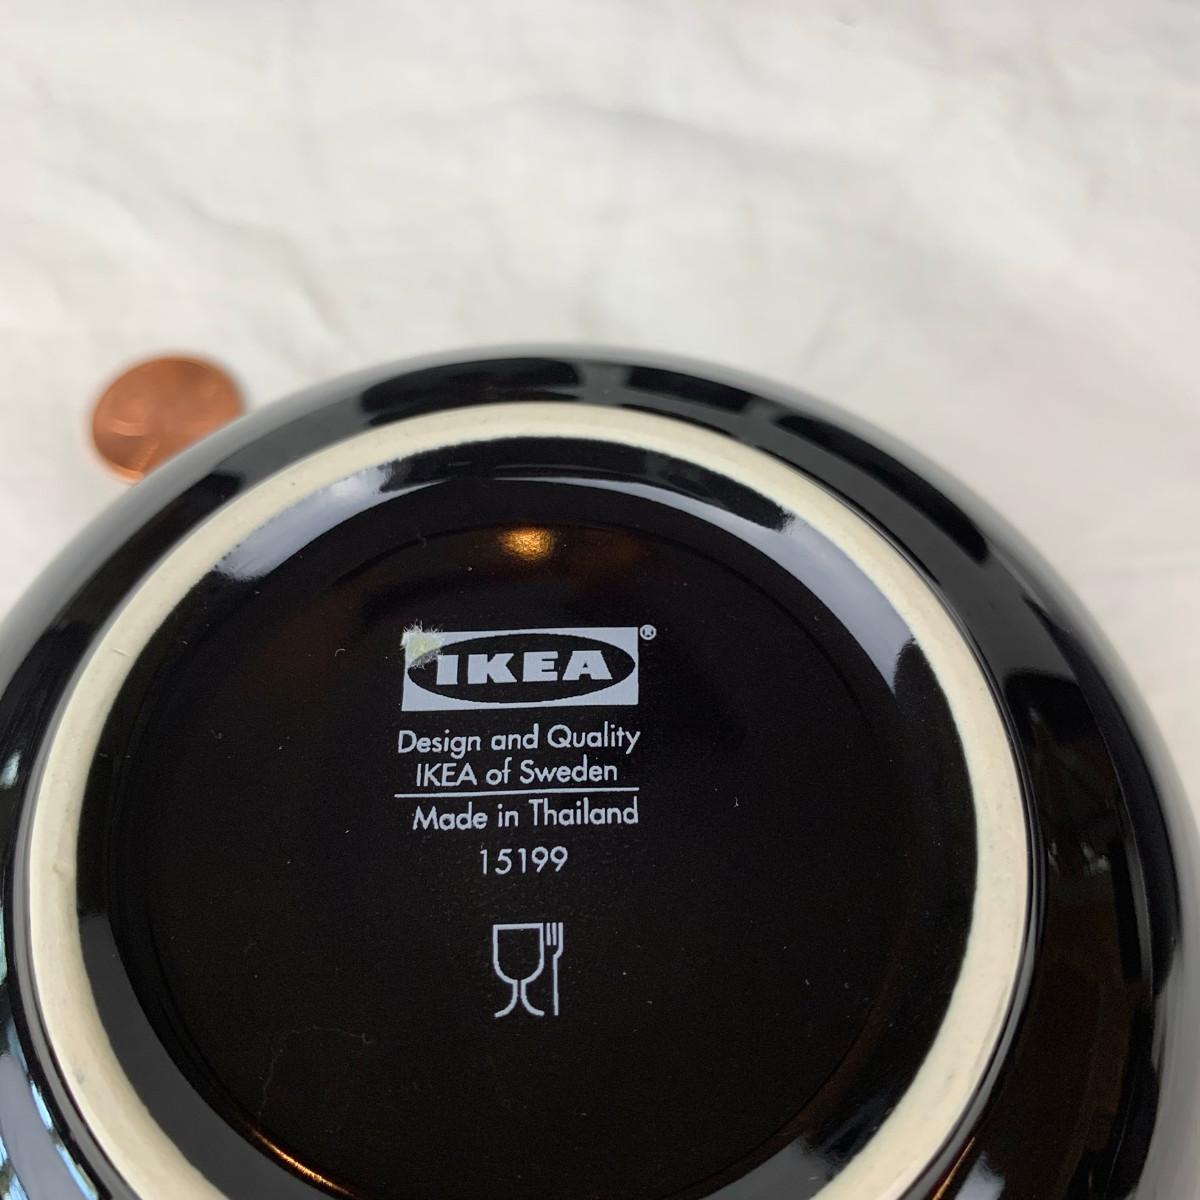 IKEA®
Design and Quality
IKEA of Sweden
Made in Thailand
15199